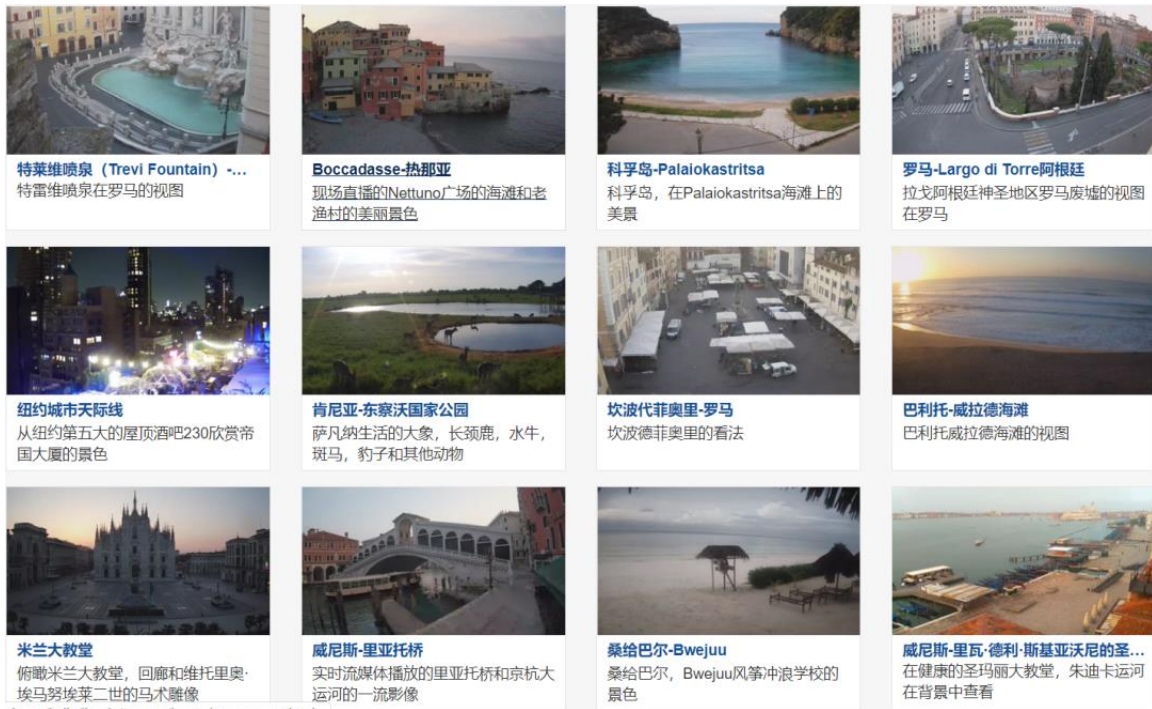 特莱维喷泉（Trevi Fountain）-...
特雷维喷泉在罗马的视图
Boccadasse-热那亚
现场直播的Nettuno广场的海滩和老
渔村的美丽景色
科孚岛-Palaiokastritsa
科孚岛，在Palaiokastritsa海滩上的
美景
罗马-Largo di Torre阿根廷
拉戈阿根廷神圣地区罗马废墟的视图
在罗马
纽约城市天际线
从纽约第五大的屋顶酒吧230欣赏帝
国大厦的景色
肯尼亚-东察沃国家公园
萨凡纳生活的大象，长颈鹿，水牛，
斑马，豹子和其他动物
坎波代菲奥里-罗马
坎波德菲奥里的看法
巴利托-威拉德海滩
巴利托威拉德海滩的视图
米兰大教堂
俯瞰米兰大教堂，回廊和维托里奥·
埃马努埃莱二世的马术雕像
威尼斯-里亚托桥
实时流媒体播放的里亚托桥和京杭大
运河的一流影像
桑给巴尔-Bwejuu
桑给巴尔，Bwejuu风筝冲浪学校的
景色
威尼斯-里瓦·德利·斯基亚沃尼的圣...
在健康的圣玛丽大教堂，朱迪卡运河
在背景中查看